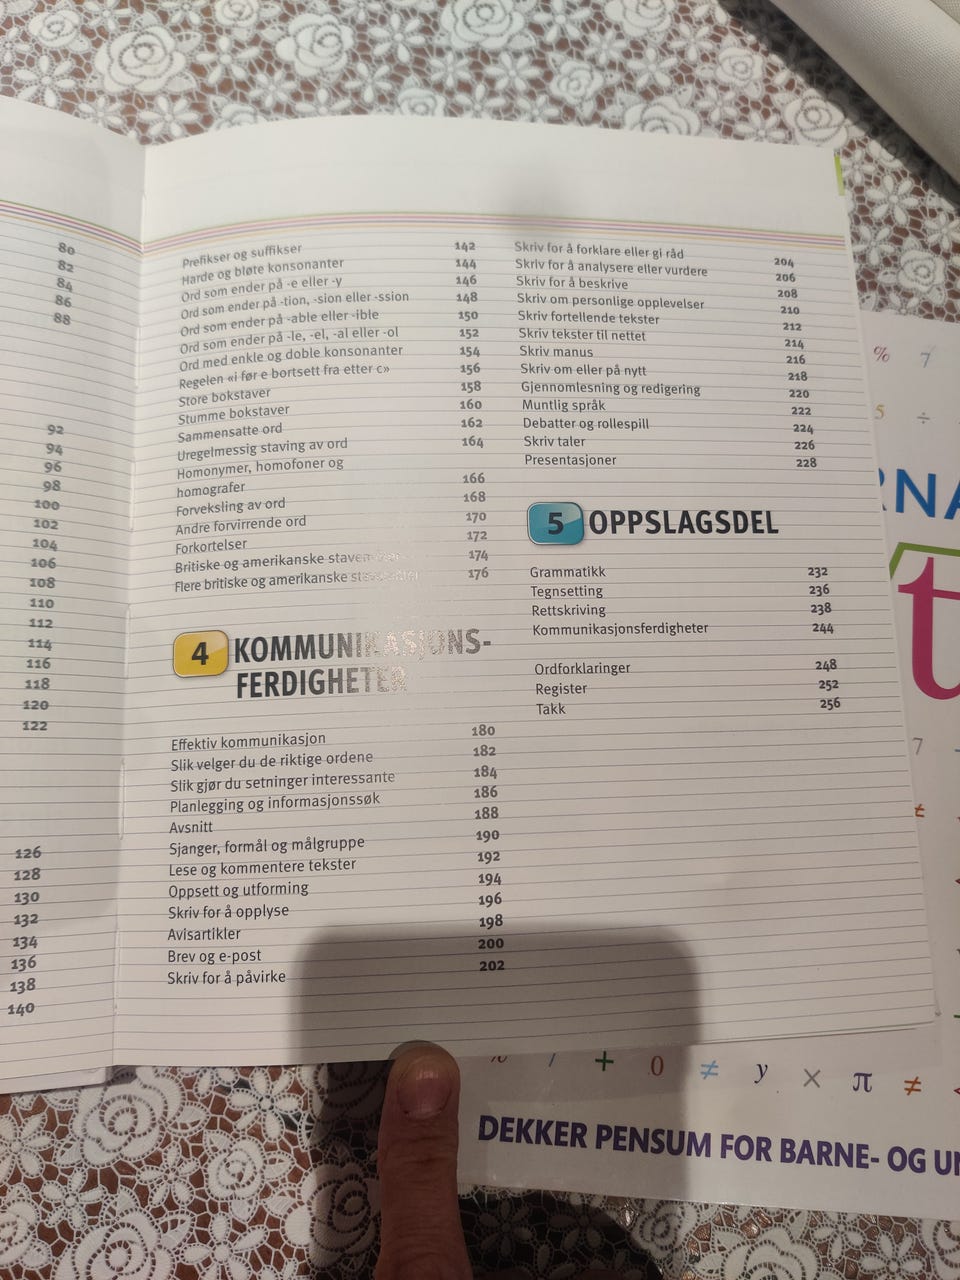 80
82
84
86
88
92
94
96
98
100
102
104
106
108
110
112
114
116
118
120
122
126
128
130
132
134
136
138
140
Prefikser og suffikser 142
Harde og bløte konsonanter 144
Ord som ender på -e eller -y 146
Ord som ender på -tion, -sion eller -ssion 148
Ord som ender på -able eller -ible 150
Ord som ender på -le, -el, -al eller -ol 152
Ord med enkle og doble konsonanter 154
Regelen «i før e bortsett fra etter c» 156
Store bokstaver 158
Stumme bokstaver 160
Sammensatte ord 162
Uregelmessig staving av ord 164
Homonymer, homofoner og
homografer 166
Forveksling av ord 168
Andre forvirrende ord 170
Forkortelser 172
Britiske og amerikanske 174
Flere britiske og amerikanske 176
4 KOMMUNIKASJONS-
FERDIGHETER
Effektiv kommunikasjon 180
Slik velger du de riktige ordene 182
Slik gjør du setninger interessante 184
Planlegging og informasjonssøk 186
Avsnitt 188
Sjanger, formål og målgruppe 190
Lese og kommentere tekster 192
Oppsett og utforming 194
Skriv for å opplyse 196
Avisartikler 198
Brev og e-post 200
Skriv for å påvirke 202
Skriv for å forklare eller gi råd 204
Skriv for å analysere eller vurdere 206
Skriv for å beskrive 208
Skriv om personlige opplevelser 210
Skriv fortellende tekster 212
Skriv tekster til nettet 214
Skriv manus 216
Skriv om eller på nytt 218
Gjennomlesning og redigering 220
Muntlig språk 222
Debatter og rollespill 224
Skriv taler 226
Presentasjoner 228
5 OPPSLAGSDEL
Grammatikk 232
Tegnsetting 236
Rettskriving 238
Kommunikasjonsferdigheter 244
Ordforklaringer 248
Register 252
Takk 256
% 7
5 ÷
RNA
t
7
≠
% 7 + 0 ≠ y × π ≠
DEKKER PENSUM FOR BARNE- OG UN